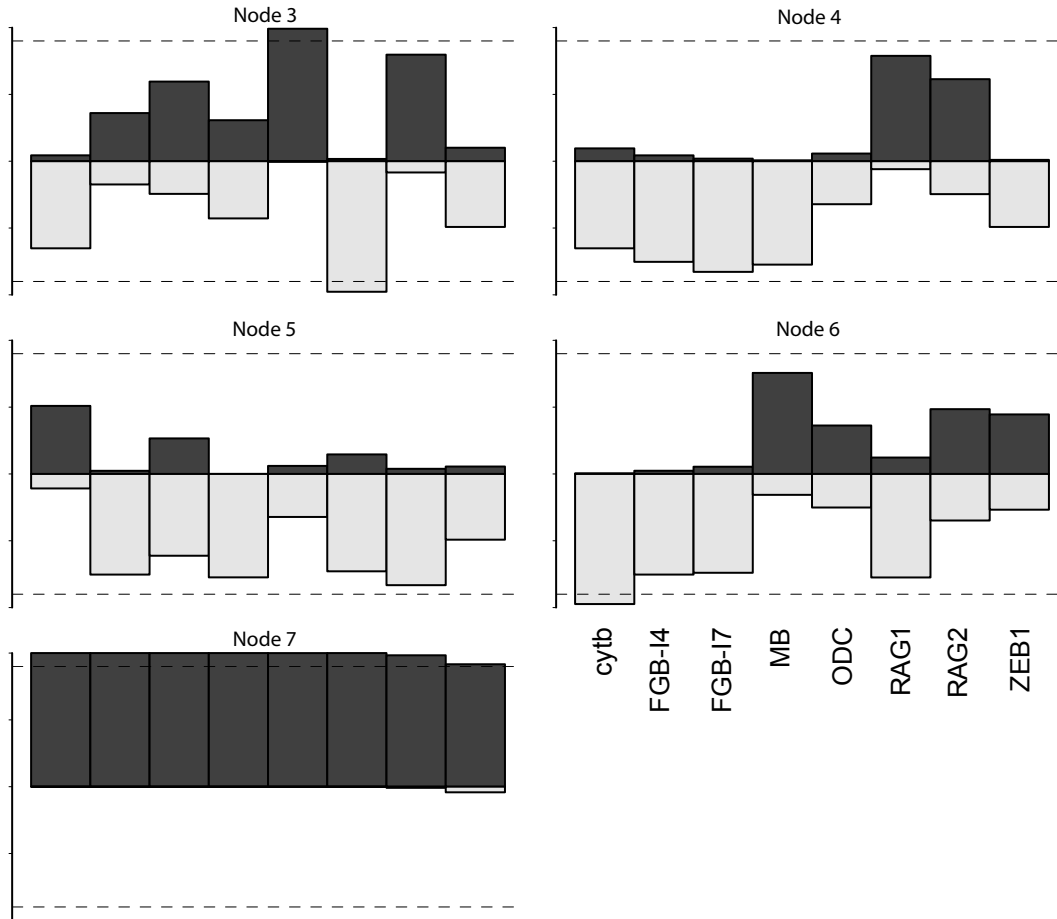 Node 3
Node 4
Node 5
Node 6
Node 7
cytb
FGB-I4
FGB-I7
MB
ODC
RAG1
RAG2
ZEB1